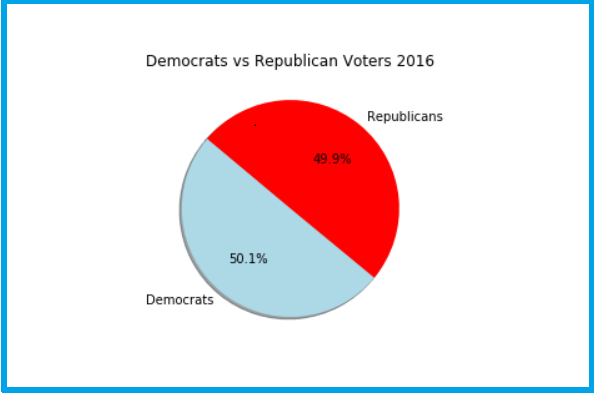 Democrats vs Republican Voters 2016
Republicans
49.9%
50.1%
Democrats